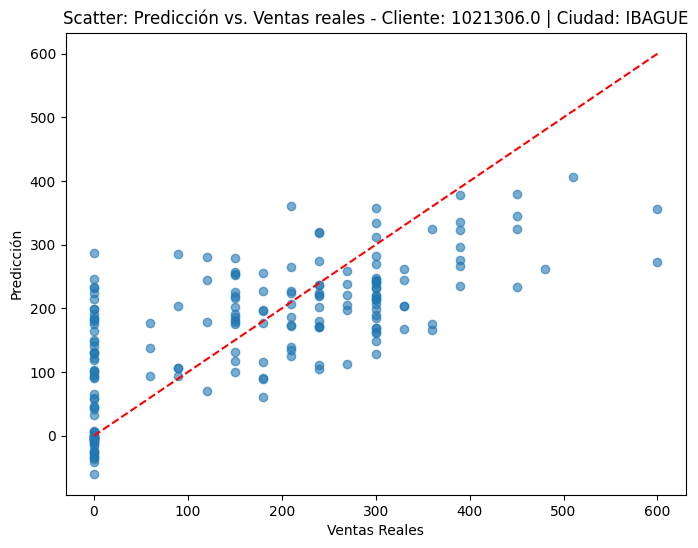 Scatter: Predicción vs. Ventas reales - Cliente: 1021306.0 | Ciudad: IBAGUE
600
500
400
300
200
100
0
Predicción
0 100 200 300 400 500 600
Ventas Reales